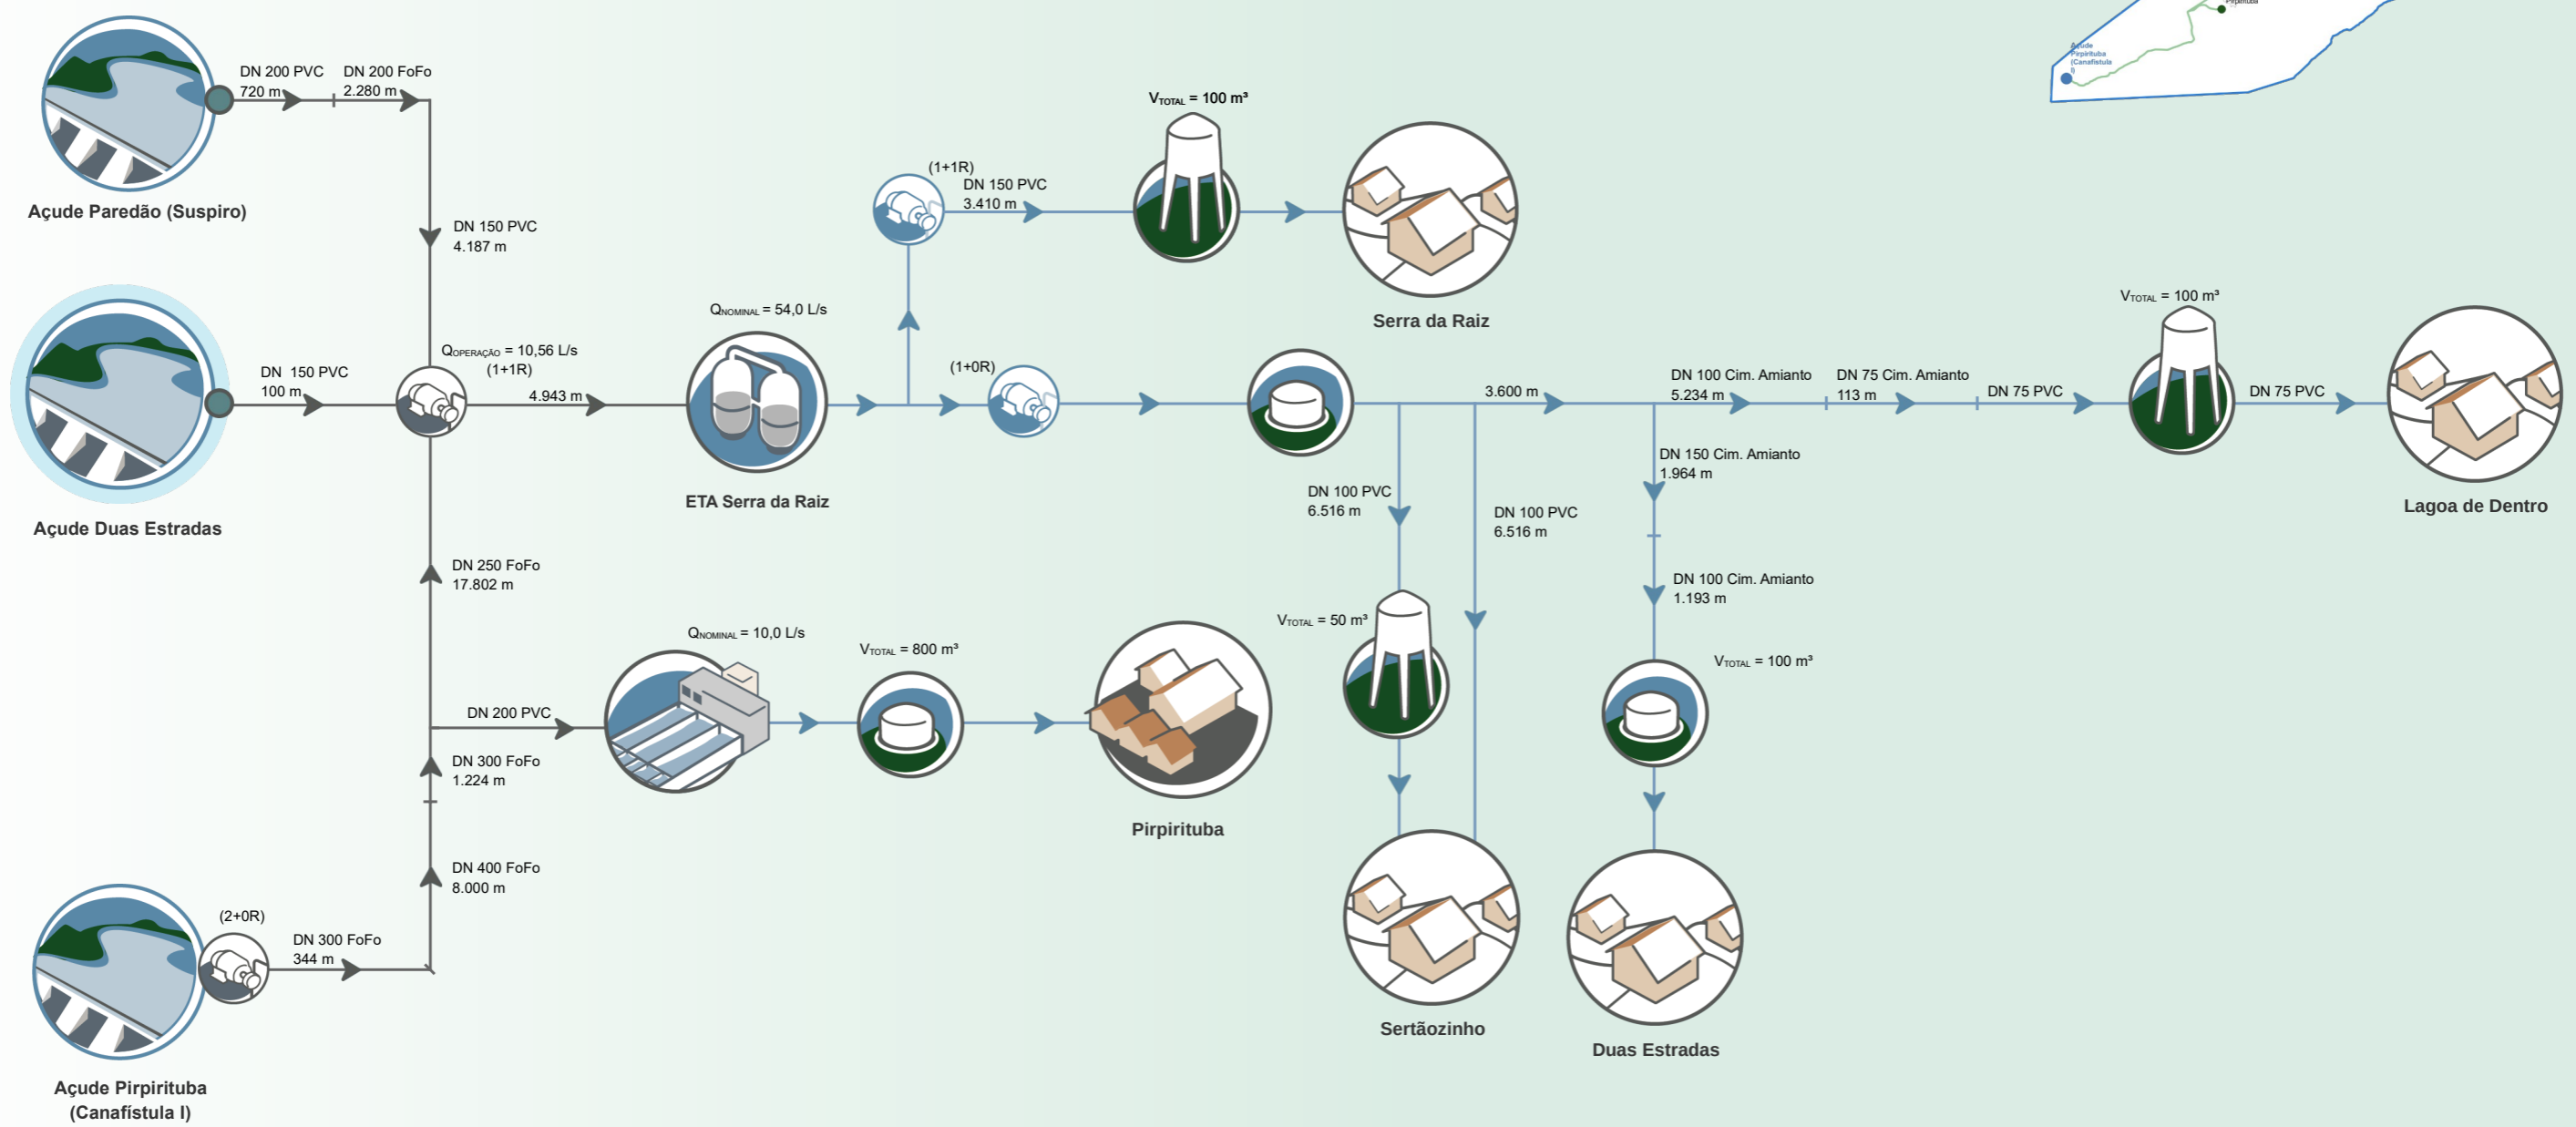 Pirpirituba
Açude
Pirpirituba
(Canafístula
I)
DN 200 PVC
720 m
DN 200 FoFo
2.280 m
Açude Paredão (Suspiro)
DN 150 PVC
4.187 m
(1+1R)
DN 150 PVC
3.410 m
VTOTAL = 100 m³
Serra da Raiz
DN  150 PVC
100 m
Açude Duas Estradas
QOPERAÇÃO = 10,56 L/s
(1+1R)
4.943 m
QNOMINAL = 54,0 L/s
ETA Serra da Raiz
(1+0R)
3.600 m
DN 100 Cim. Amianto
5.234 m
DN 75 Cim. Amianto
113 m
DN 75 PVC
VTOTAL = 100 m³
DN 75 PVC
Lagoa de Dentro
DN 100 PVC
6.516 m
DN 100 PVC
6.516 m
DN 150 Cim. Amianto
1.964 m
DN 100 Cim. Amianto
1.193 m
VTOTAL = 50 m³
VTOTAL = 100 m³
Sertãozinho
Duas Estradas
DN 250 FoFo
17.802 m
DN 200 PVC
QNOMINAL = 10,0 L/s
VTOTAL = 800 m³
Pirpirituba
DN 300 FoFo
1.224 m
DN 400 FoFo
8.000 m
(2+0R)
DN 300 FoFo
344 m
Açude Pirpirituba
(Canafístula I)